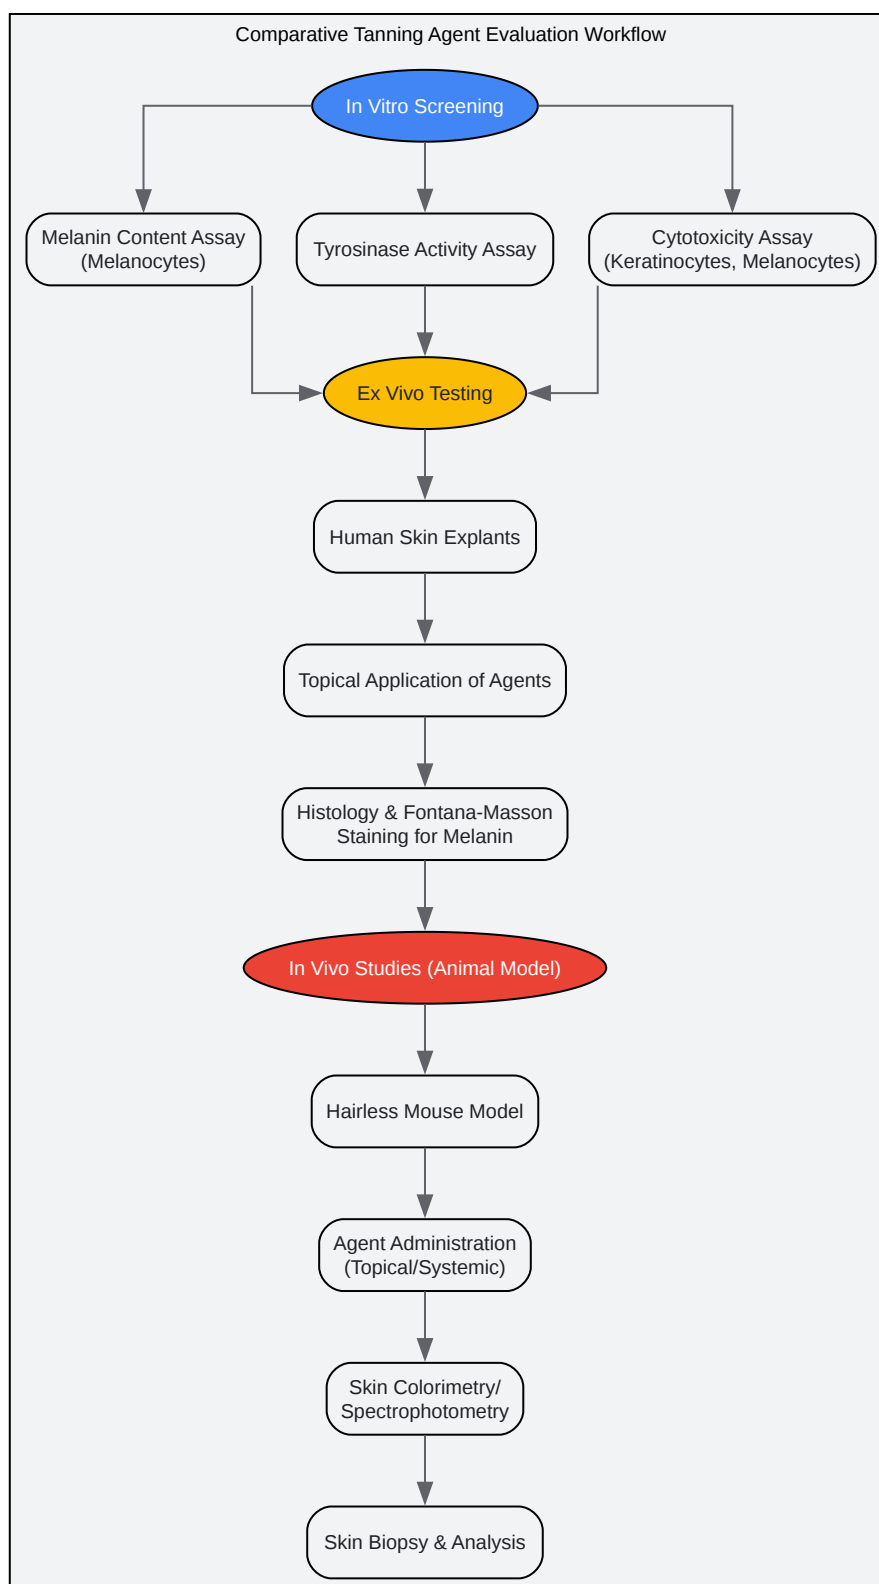 Comparative Tanning Agent Evaluation Workflow
In Vitro Screening
Melanin Content Assay
(Melanocytes)
Tyrosinase Activity Assay
Cytotoxicity Assay
(Keratinocytes, Melanocytes)
Ex Vivo Testing
Human Skin Explants
Topical Application of Agents
Histology & Fontana-Masson
Staining for Melanin
In Vivo Studies (Animal Model)
Hairless Mouse Model
Agent Administration
(Topical/Systemic)
Skin Colorimetry/
Spectrophotometry
Skin Biopsy & Analysis